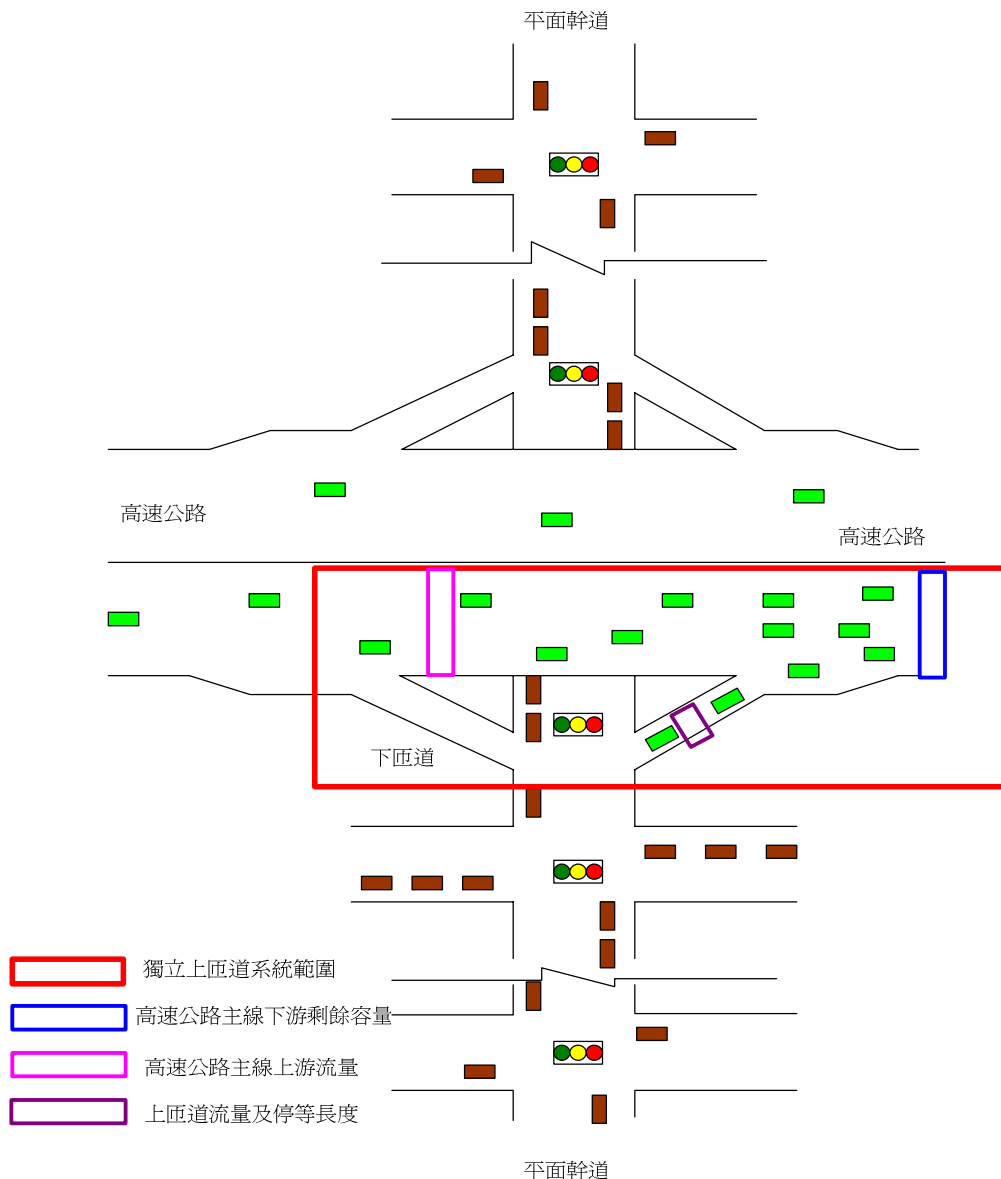 平面幹道
高速公路
高速公路
下匝道
獨立上匝道系統範圍
高速公路主線下游剩餘容量
高速公路主線上游流量
上匝道流量及停等長度
平面幹道